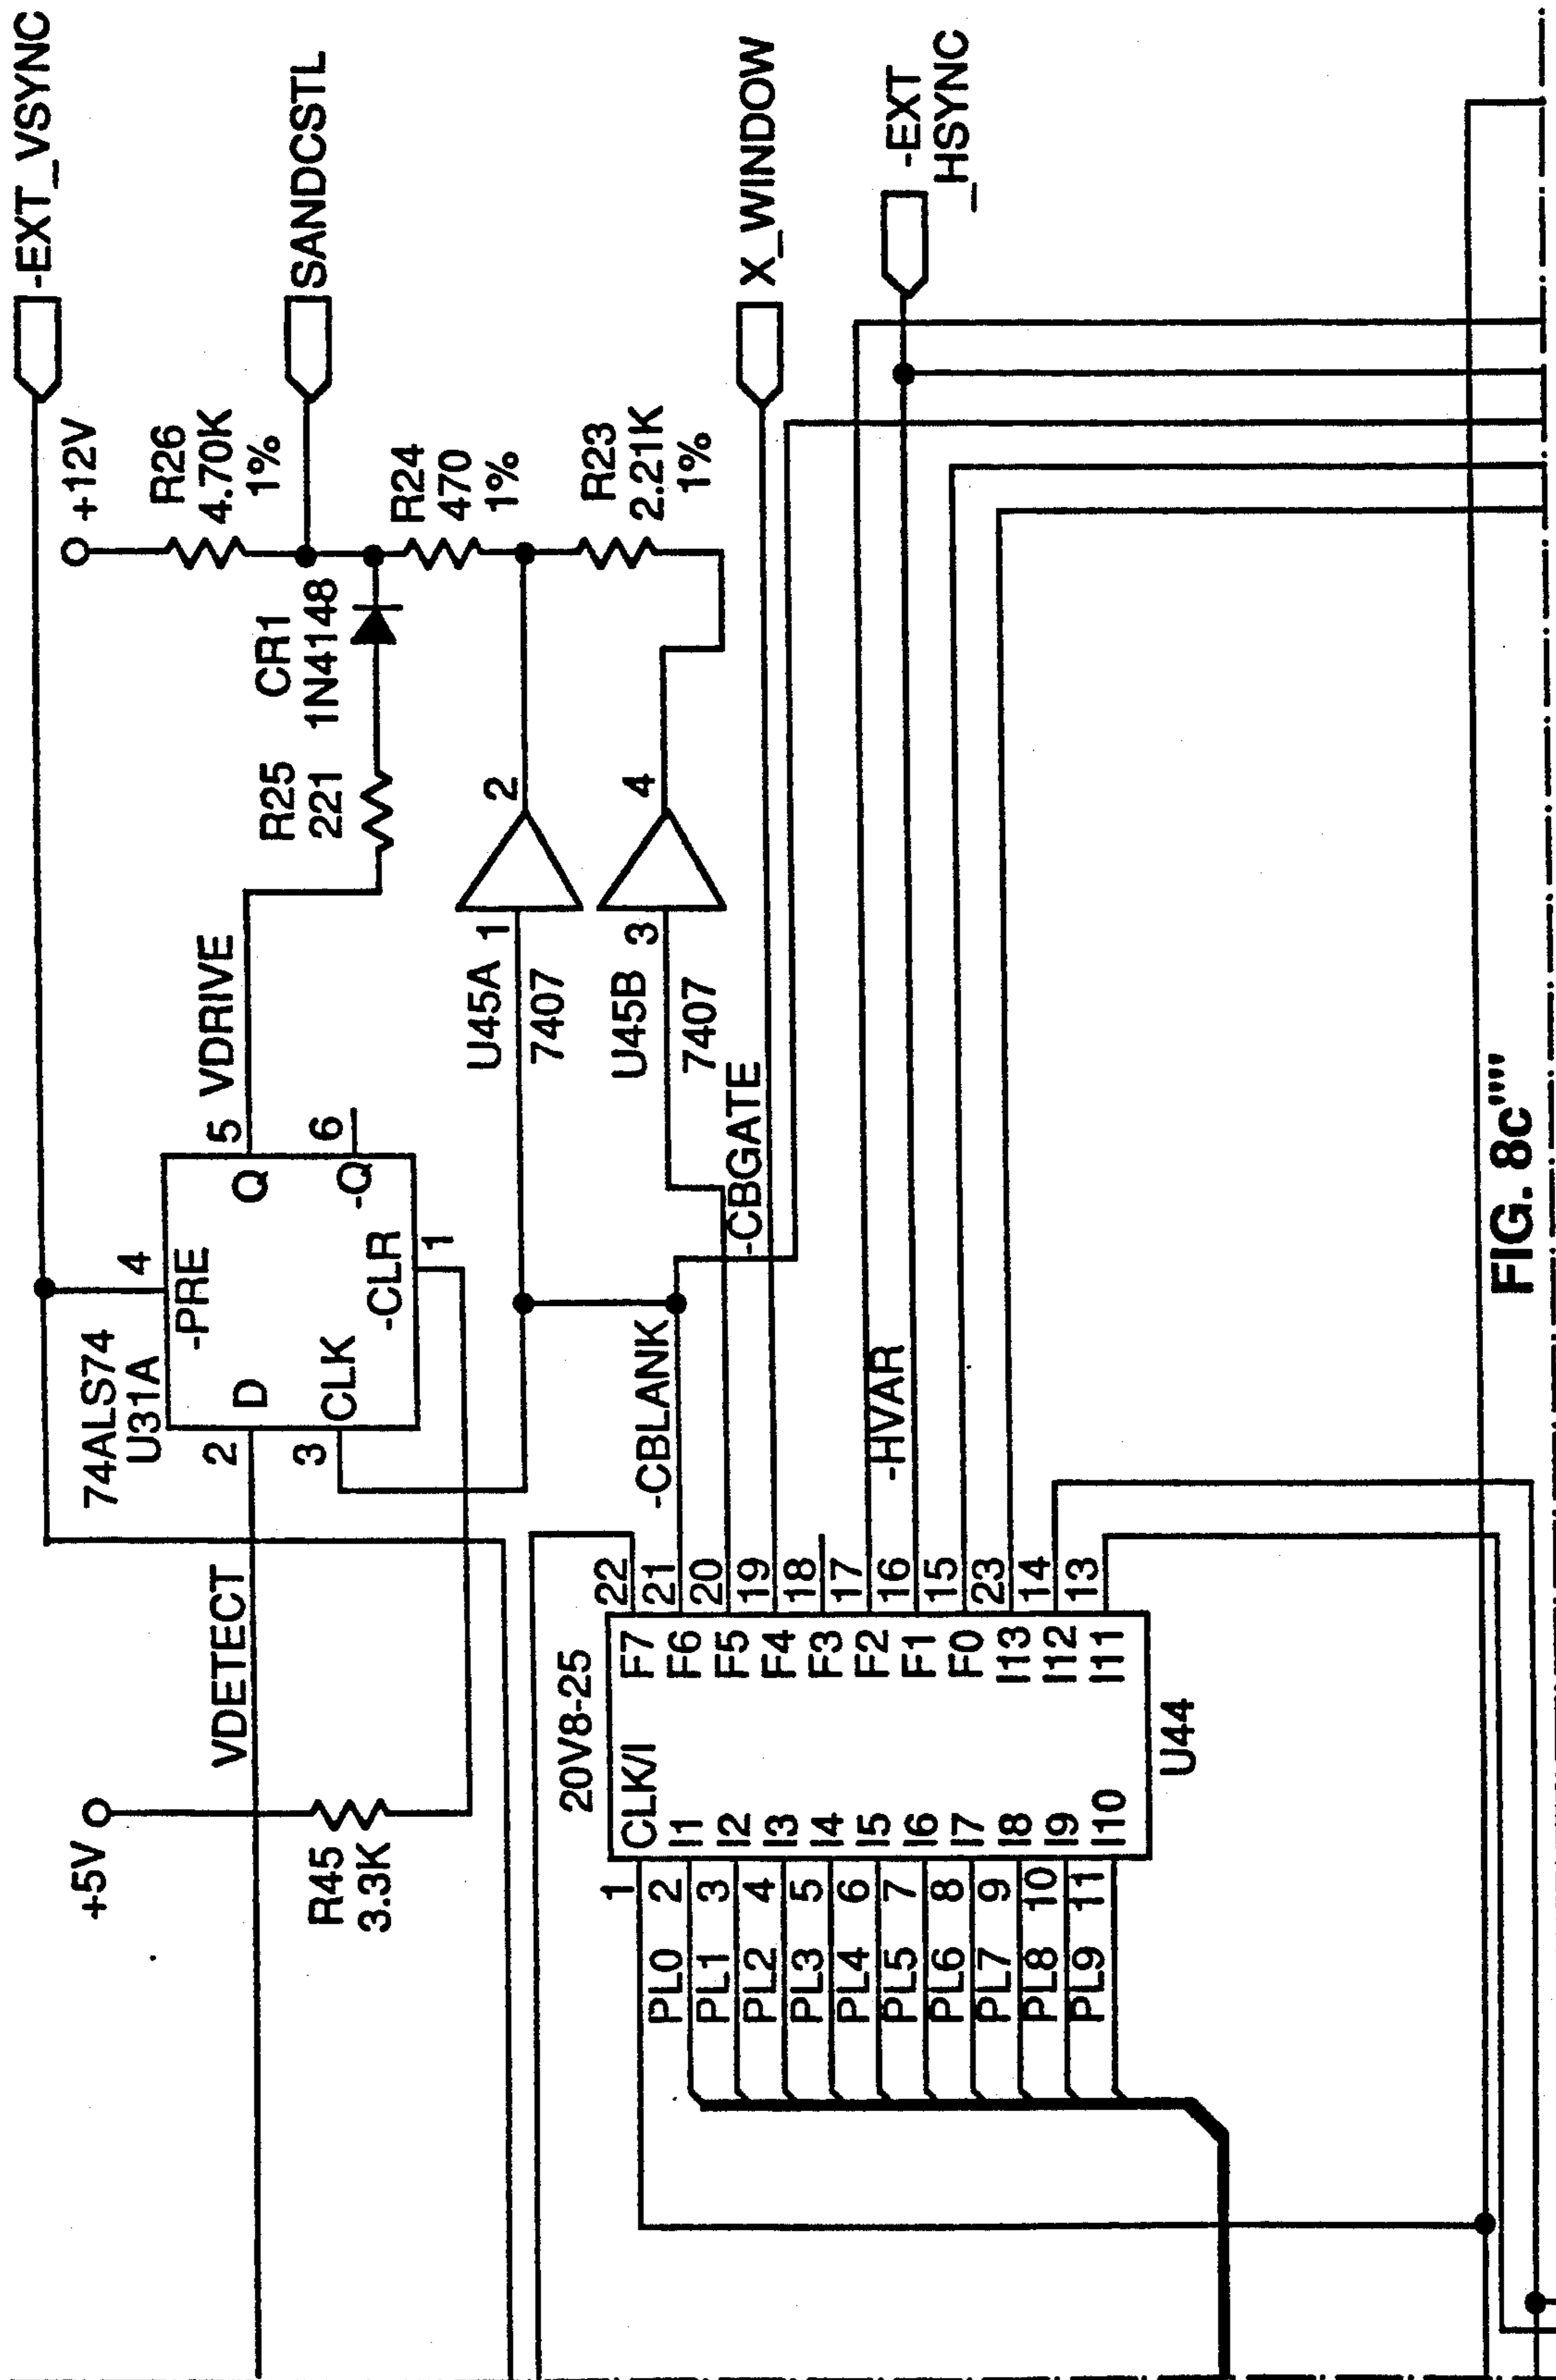 -EXT_VSYNC
+12V
R26
4.70K
1%
SANDCSTL
CR1
1N4148
R25
221
R24
470
1%
R23
2.21K
1%
VDRIVE
74ALS74
U31A
-PRE
4
D
2
CLK
3
Q
5
-Q
6
-CLR
1
VDETECT
+5V
R45
3.3K
U45A
7407
1
2
U45B
7407
3
4
X_WINDOW
-EXT
_HSYNC
-CBLANK
-CBGATE
-HVAR
20V8-25
1 CLK/I F7 22
PL0 2 I1 F6 21
PL1 3 I2 F5 20
PL2 4 I3 F4 19
PL3 5 I4 F3 18
PL4 6 I5 F2 17
PL5 7 I6 F1 16
PL6 8 I7 F0 15
PL7 9 I8 I13 23
PL8 10 I9 I12 14
PL9 11 I10 I11 13
U44
FIG. 8c''''